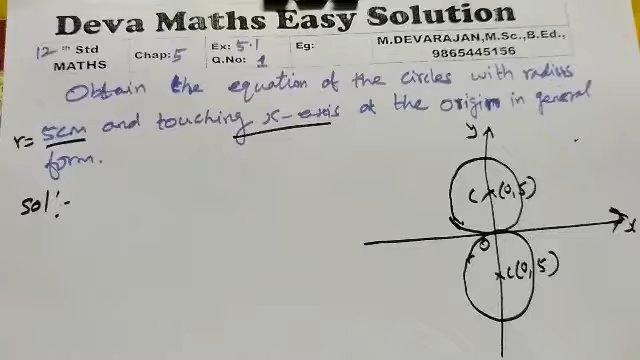 Deva Maths Easy Solution
12th Std
MATHS
Chap: 5
Ex: 5.1
Q.No: 1
Eg:
M.DEVARAJAN,M.Sc.,B.Ed.,
9865445156
Obtain the equation of the circles with radius
r= 5cm and touching x-axis at the origin in general
form.
Sol:-
y
C (0,5)
x
O
C(0,5)